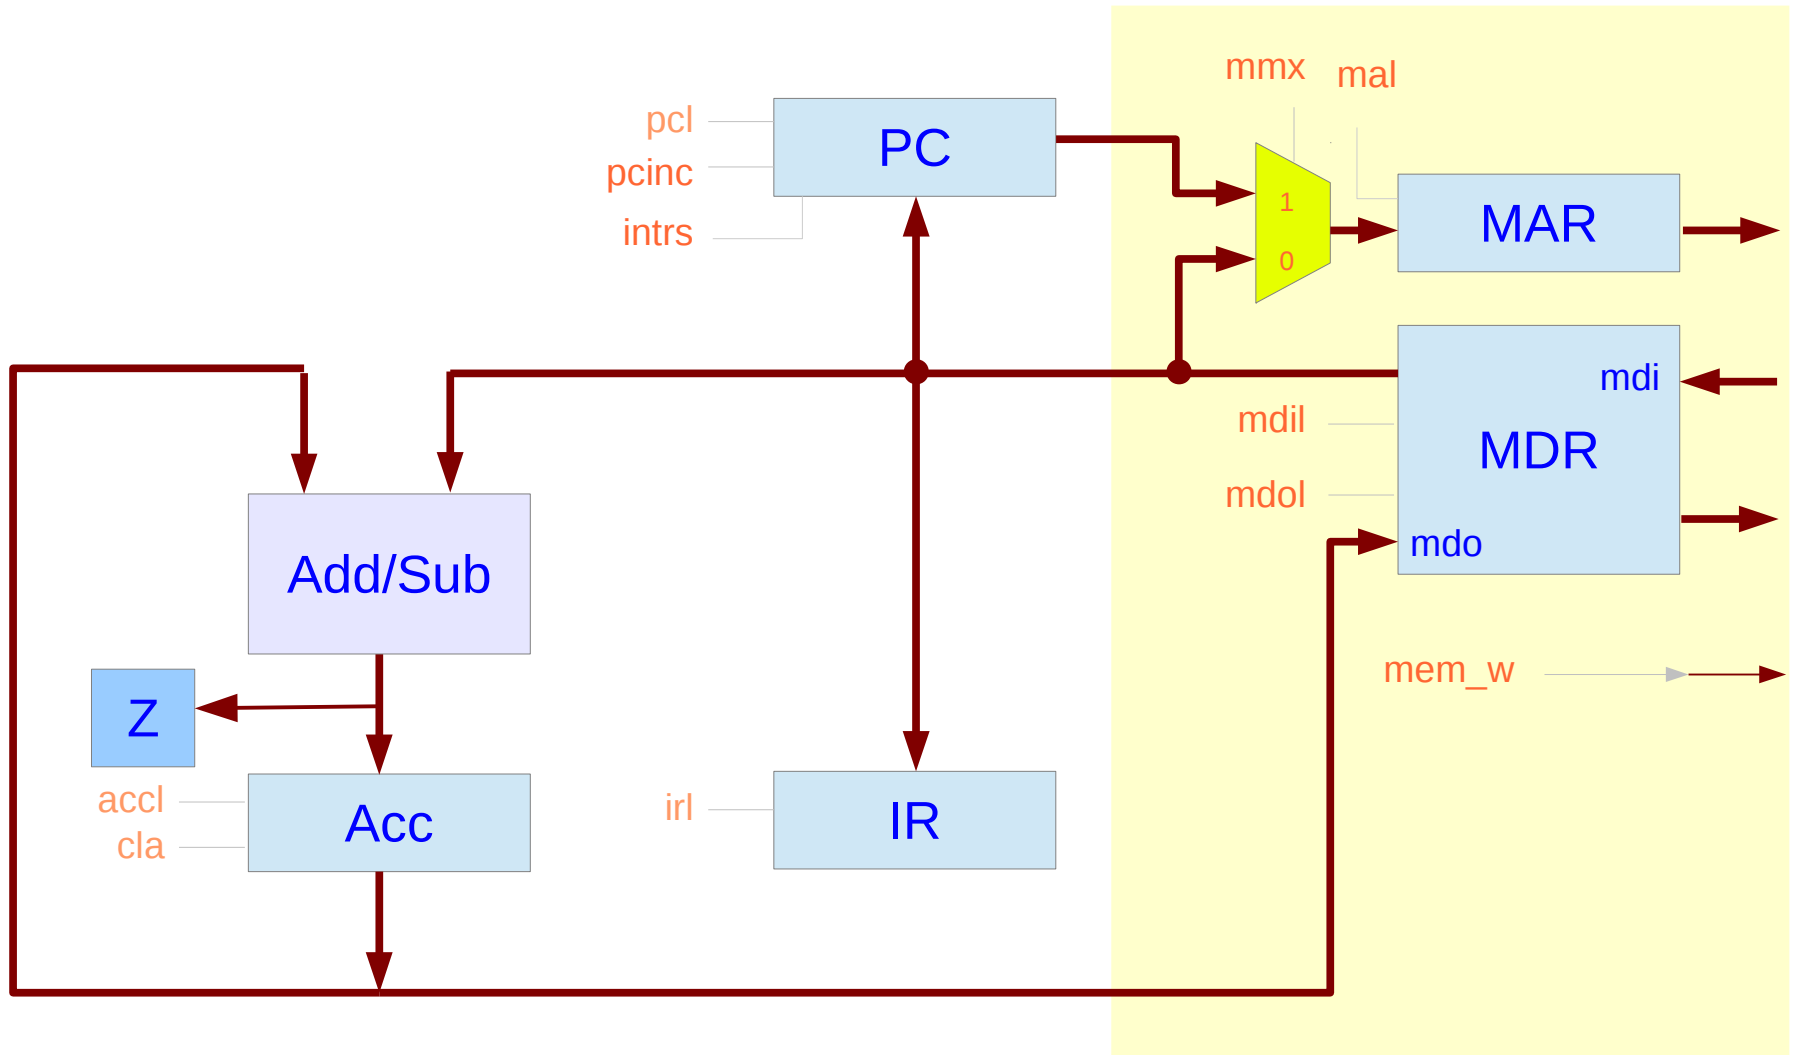 mmx
mal
pcl
PC
pcinc
intrs
1
0
MAR
mdi
mdil
MDR
mdol
mdo
Add/Sub
mem_w
Z
accl
Acc
cla
irl
IR